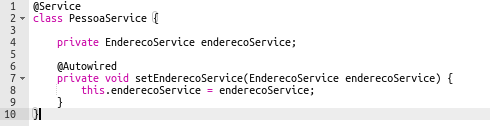 1 @Service
2 class PessoaService {
3
4 private EnderecoService enderecoService;
5
6 @Autowired
7 private void setEnderecoService(EnderecoService enderecoService) {
8 this.enderecoService = enderecoService;
9 }
10 }